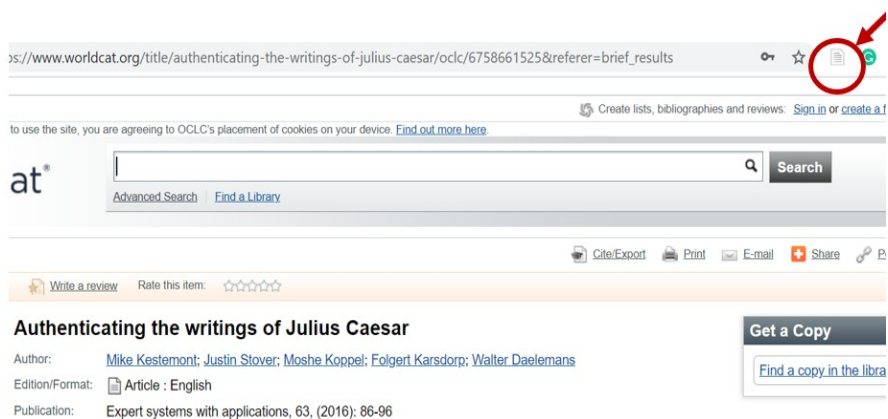 ps://www.worldcat.org/title/authenticating-the-writings-of-julius-caesar/oclc/6758661525&referer=brief_results
Create lists, bibliographies and reviews: Sign in or create a f
to use the site, you are agreeing to OCLC's placement of cookies on your device. Find out more here.
at®
Search
Advanced Search Find a Library
Cite/Export Print E-mail Share Pe
Write a review Rate this item:
Authenticating the writings of Julius Caesar
Get a Copy
Author: Mike Kestemont; Justin Stover; Moshe Koppel; Folgert Karsdorp; Walter Daelemans
Find a copy in the libra
Edition/Format: Article : English
Publication: Expert systems with applications, 63, (2016): 86-96